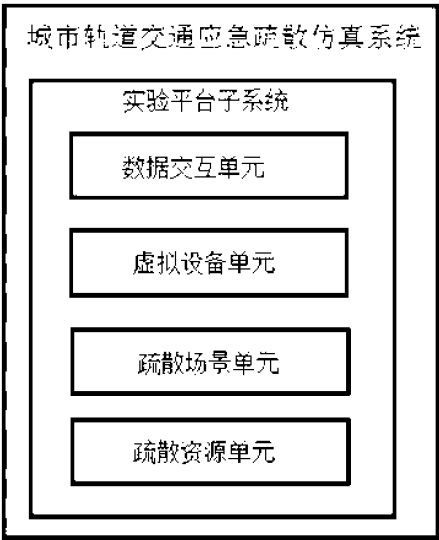 城市轨道交通应急疏散仿真系统
实验平台子系统
数据交互单元
虚拟设备单元
疏散场景单元
疏散资源单元